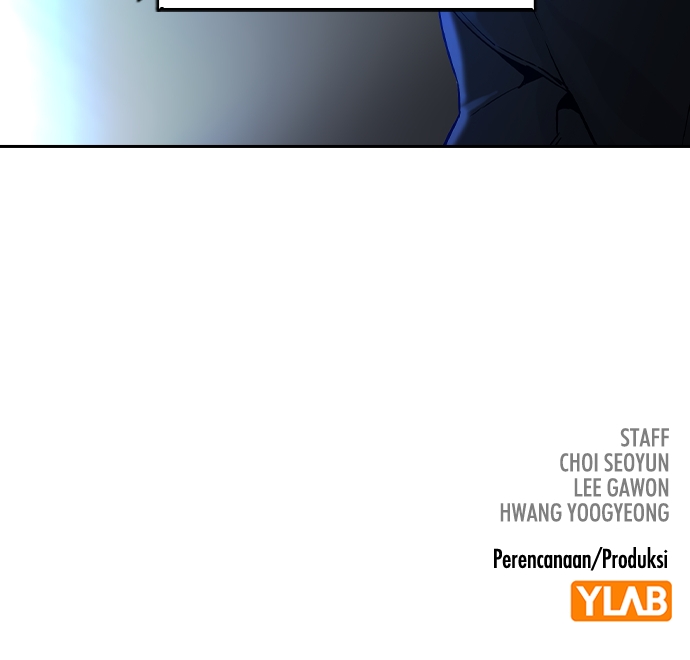 STAFF
CHOI SEOYUN
LEE GAWON
HWANG YOOGYEONG
Perencanaan/Produksi
YLAB